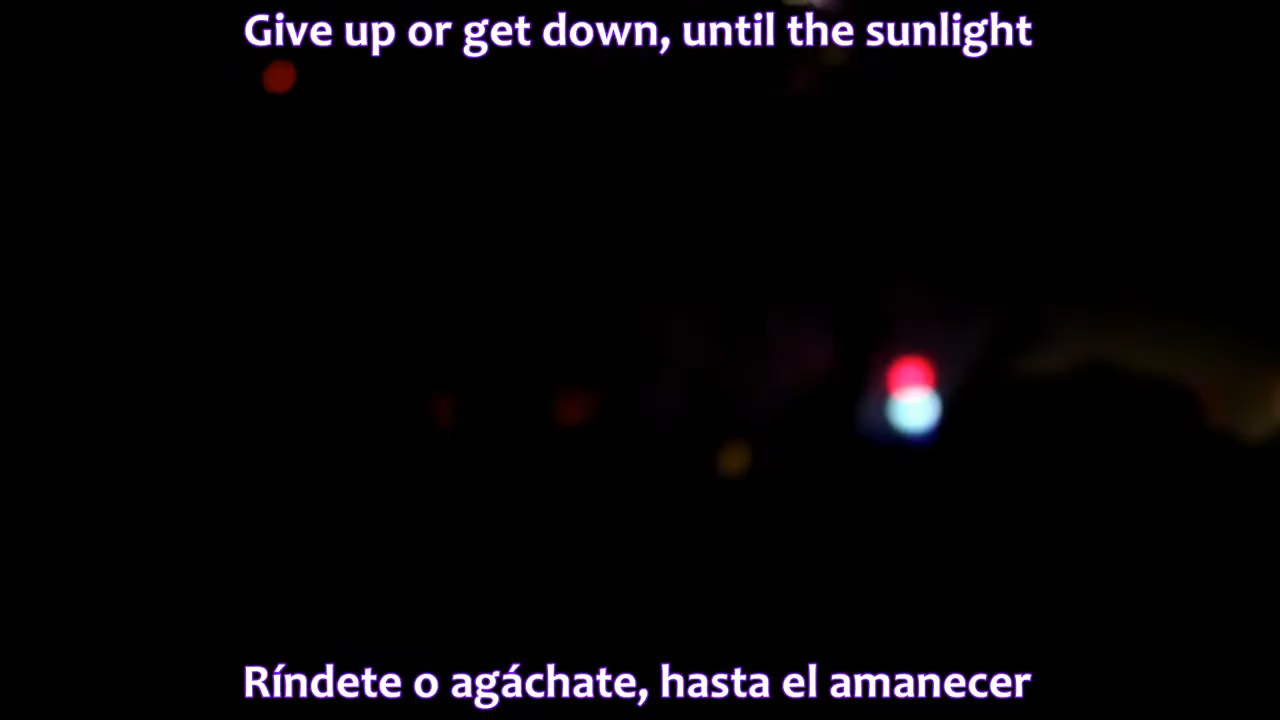 Give up or get down, until the sunlight
Ríndete o agáchate, hasta el amanecer